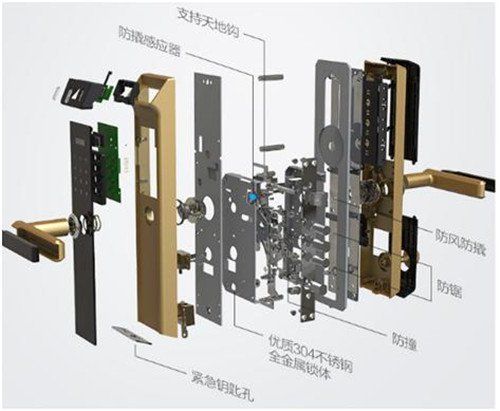 支持天地钩
防撬感应器
防风防撬
防锯
防撞
优质304不锈钢
全金属锁体
紧急钥匙孔